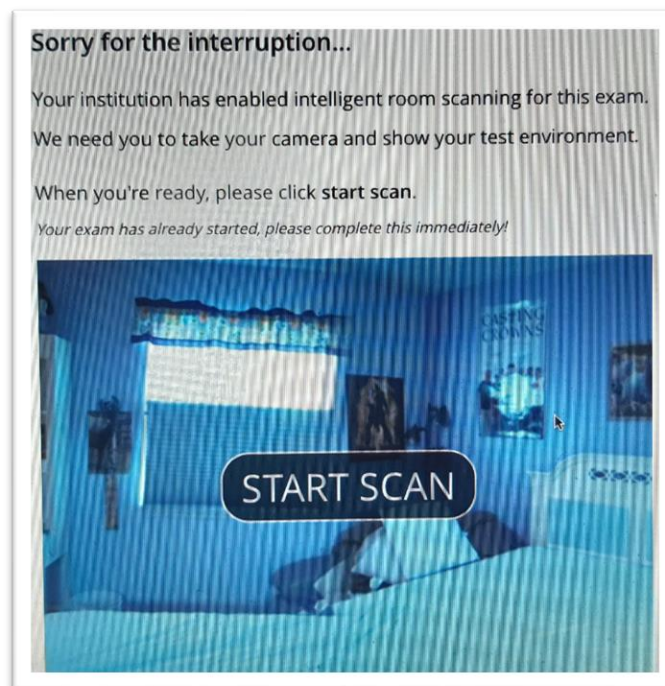 Sorry for the interruption...
Your institution has enabled intelligent room scanning for this exam.
We need you to take your camera and show your test environment.
When you're ready, please click start scan.
Your exam has already started, please complete this immediately!
CASTING
CROWNS
START SCAN